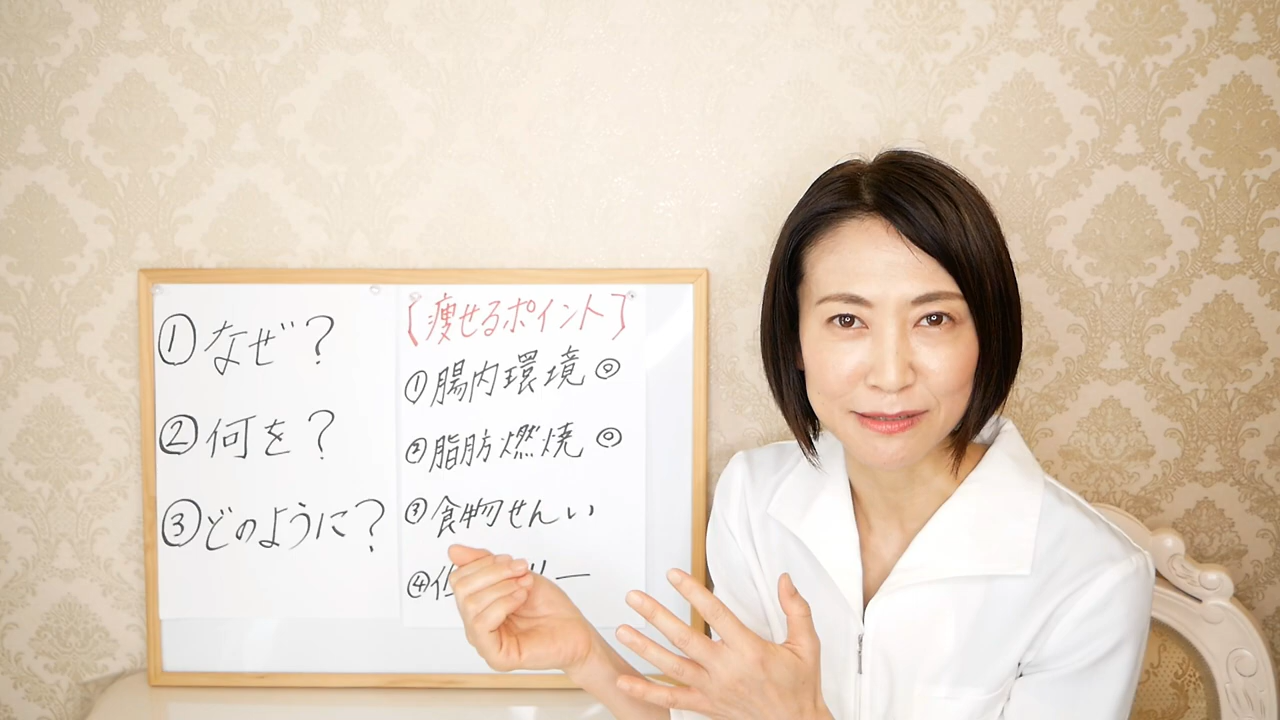 ①なぜ?
②何を?
③どのように?
【痩せるポイント】
①腸内環境◎
②脂肪燃焼◎
③食物せんい
④